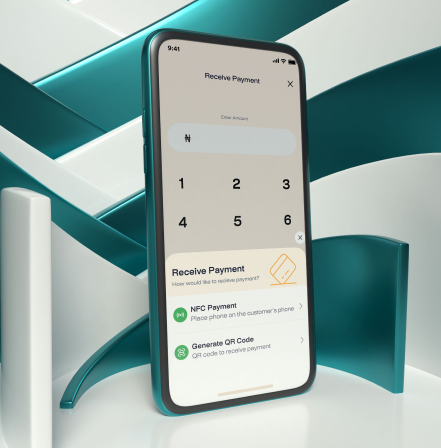 9:41
Receive Payment
Enter Amount
₦
1 2 3
4 5 6
Receive Payment
How would like to recieve payment?
NFC Payment
Place phone on the customer's phone
Generate QR Code
QR code to receive payment